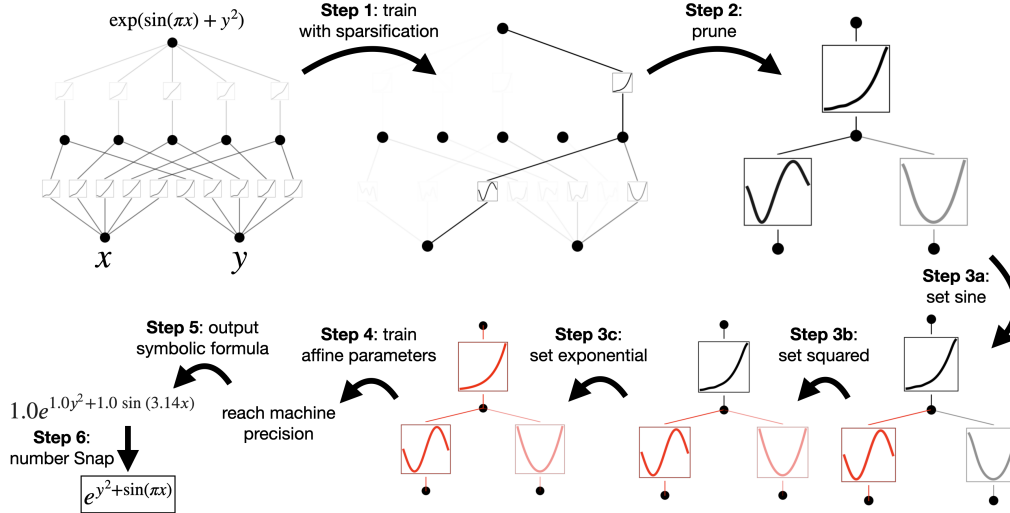 exp(sin(πx) + y²)
Step 1: train
with sparsification
Step 2:
prune
x
y
Step 3a:
set sine
Step 3b:
set squared
Step 3c:
set exponential
Step 4: train
affine parameters
reach machine
precision
Step 5: output
symbolic formula
1.0e^{1.0y²+1.0 sin (3.14x)}
Step 6:
number Snap
e^{y²+sin(πx)}